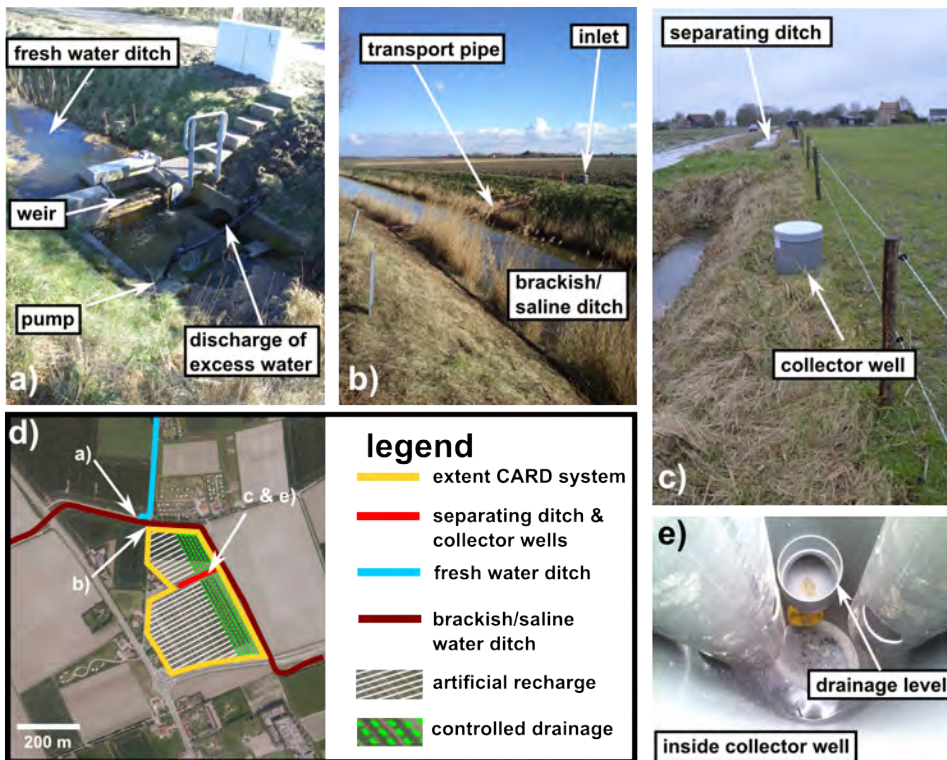 fresh water ditch
weir
pump
discharge of
excess water
a)
transport pipe
inlet
brackish/
saline ditch
b)
separating ditch
collector well
c)
d)
a)
b)
c & e)
200 m
legend
extent CARD system
separating ditch &
collector wells
fresh water ditch
brackish/saline
water ditch
artificial recharge
controlled drainage
e)
drainage level
inside collector well